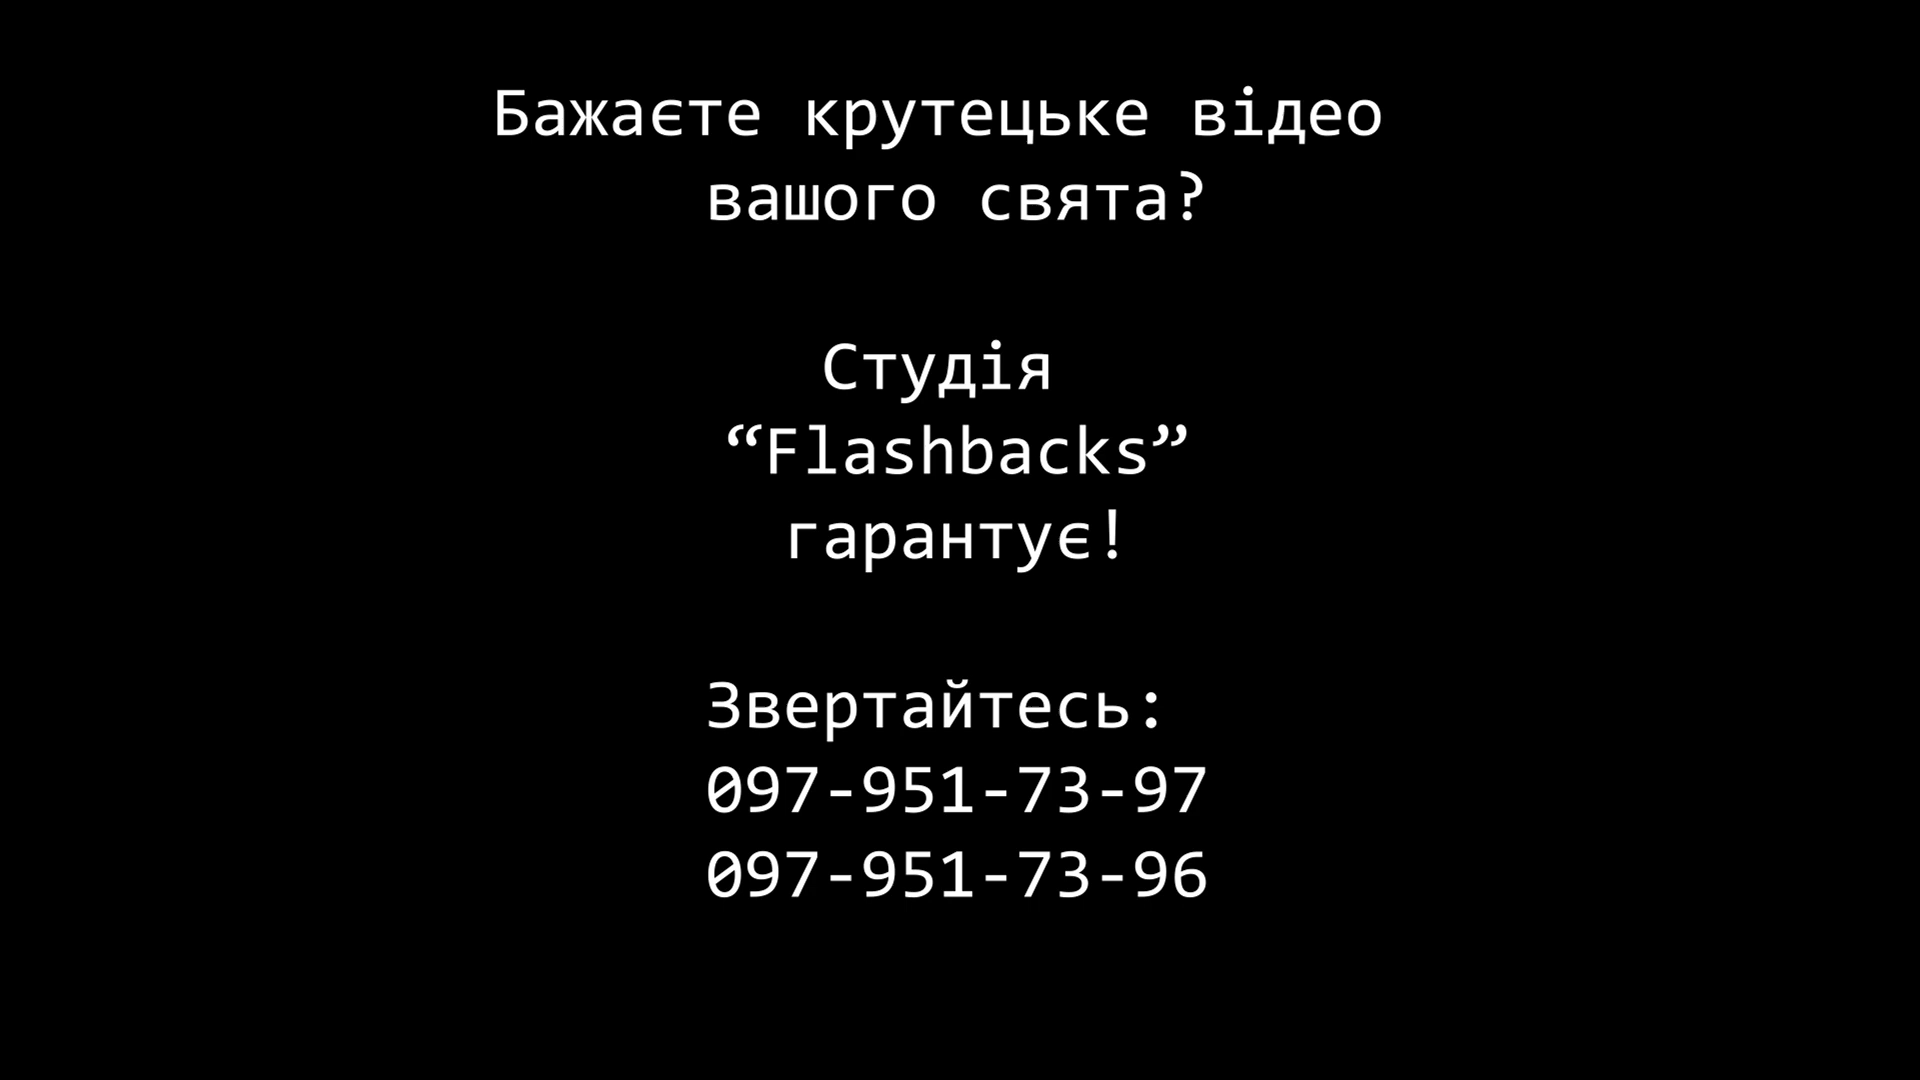 Бажаєте крутецьке відео
вашого свята?
Студія
“Flashbacks”
гарантує!
Звертайтесь:
097-951-73-97
097-951-73-96